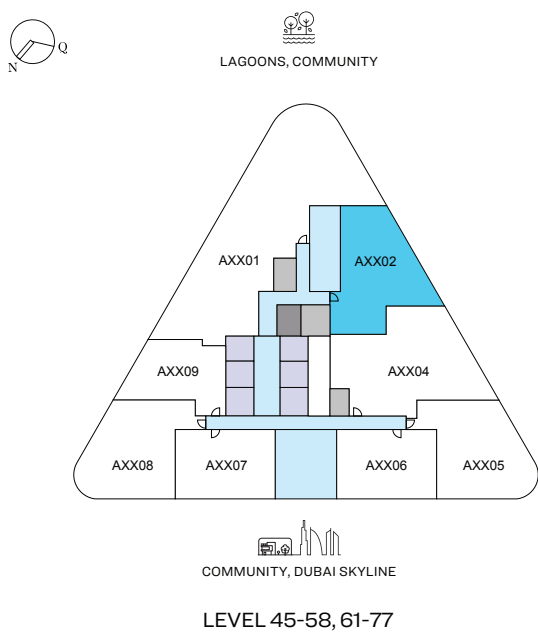 LAGOONS, COMMUNITY
N
Q
AXX01
AXX02
AXX09
AXX04
AXX08
AXX07
AXX06
AXX05
COMMUNITY, DUBAI SKYLINE
LEVEL 45-58, 61-77